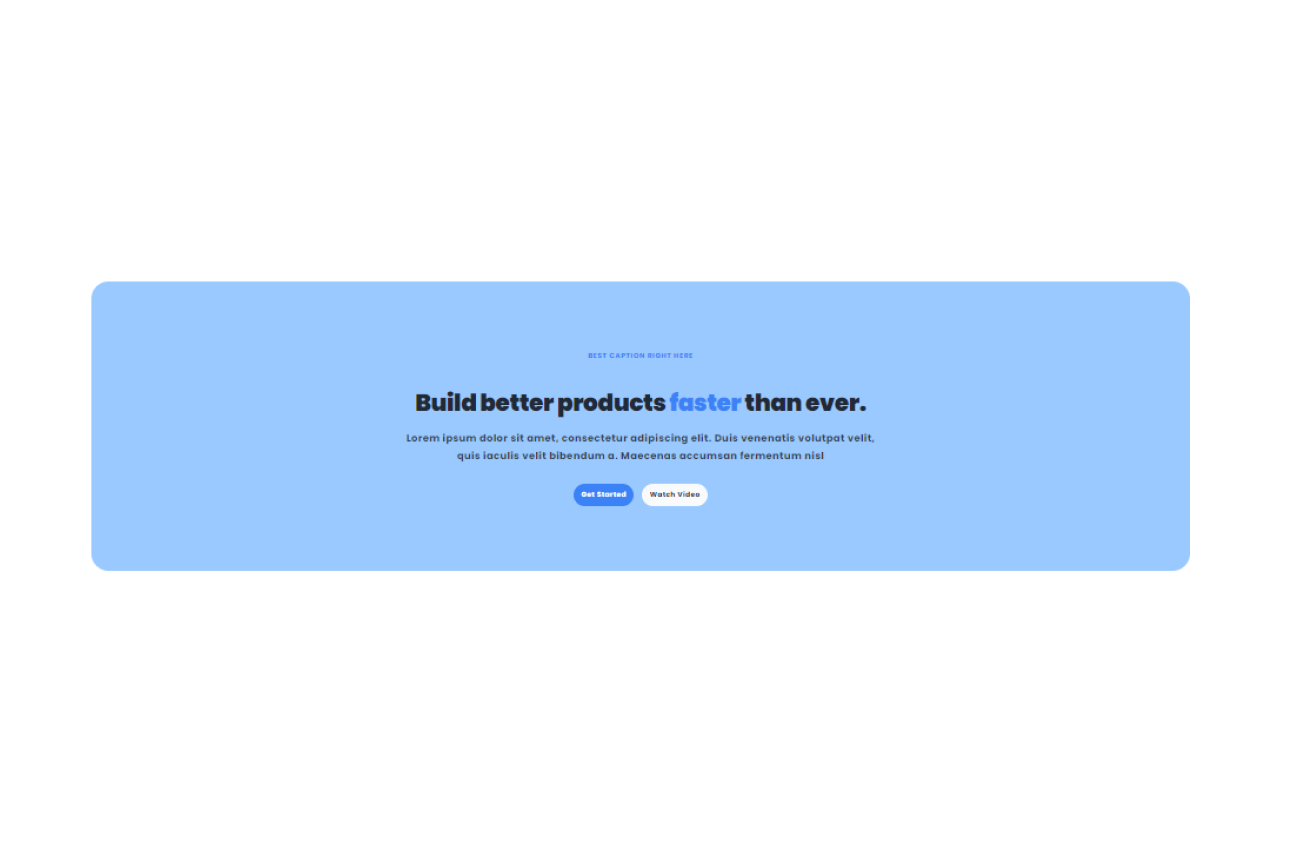 BEST CAPTION RIGHT HERE
Build better products faster than ever.
Lorem ipsum dolor sit amet, consectetur adipiscing elit. Duis venenatis volutpat velit,
quis iaculis velit bibendum a. Maecenas accumsan fermentum nisl
Get Started Watch Video